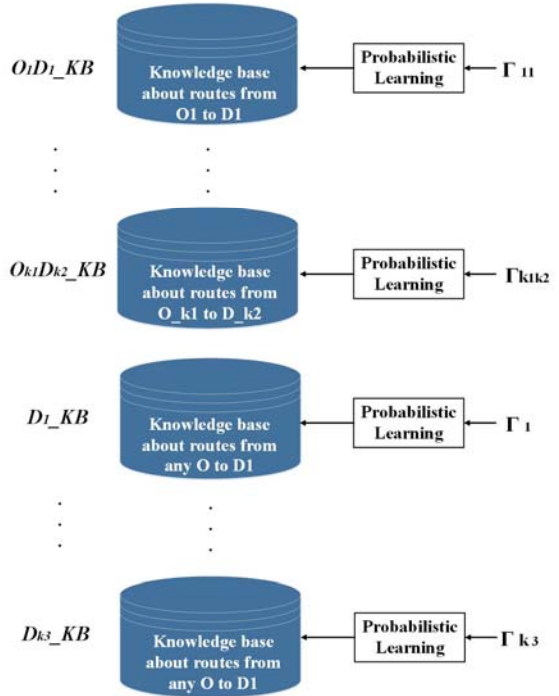 O1D1_KB
Knowledge base
about routes from
O1 to D1
Probabilistic
Learning
Γ 11
Ok1Dk2_KB
Knowledge base
about routes from
O_k1 to D_k2
Probabilistic
Learning
Γk1k2
D1_KB
Knowledge base
about routes from
any O to D1
Probabilistic
Learning
Γ 1
Dk3_KB
Knowledge base
about routes from
any O to D1
Probabilistic
Learning
Γ k3